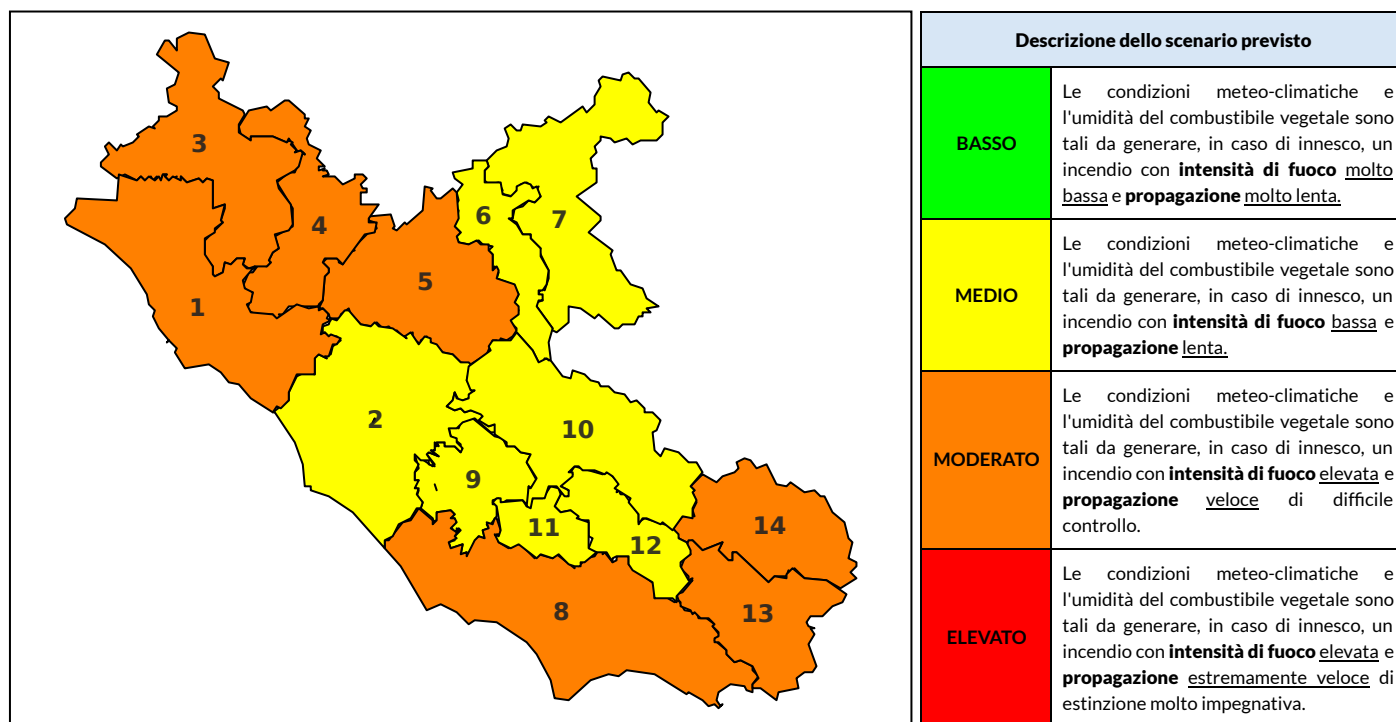 3
4
6
7
5
1
2
10
9
11
12
14
8
13
Descrizione dello scenario previsto
BASSO
Le condizioni meteo-climatiche e
l'umidità del combustibile vegetale sono
tali da generare, in caso di innesco, un
incendio con intensità di fuoco molto
bassa e propagazione molto lenta.
MEDIO
Le condizioni meteo-climatiche e
l'umidità del combustibile vegetale sono
tali da generare, in caso di innesco, un
incendio con intensità di fuoco bassa e
propagazione lenta.
MODERATO
Le condizioni meteo-climatiche e
l'umidità del combustibile vegetale sono
tali da generare, in caso di innesco, un
incendio con intensità di fuoco elevata e
propagazione veloce di difficile
controllo.
ELEVATO
Le condizioni meteo-climatiche e
l'umidità del combustibile vegetale sono
tali da generare, in caso di innesco, un
incendio con intensità di fuoco elevata e
propagazione estremamente veloce di
estinzione molto impegnativa.